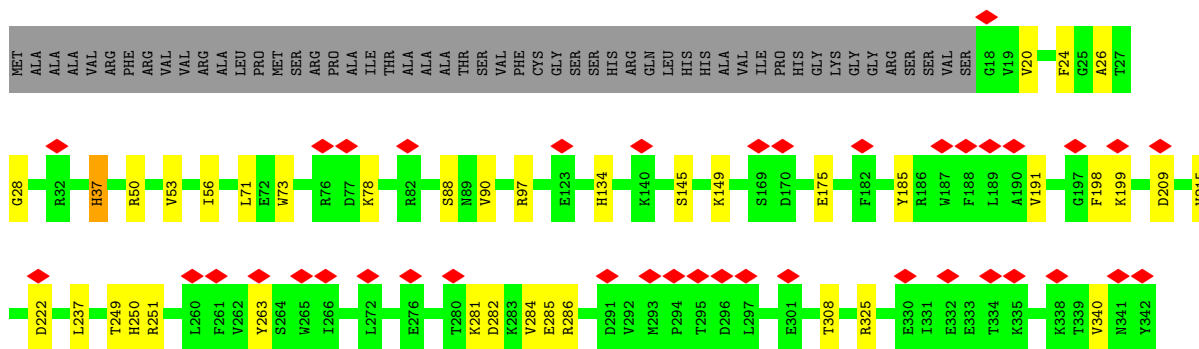 MET ALA ALA ALA VAL ARG PHE ARG VAL VAL ARG ALA LEU PRO MET SER ARG PRO ALA ILE THR ALA ALA ALA THR SER VAL PHE CYS GLY SER SER HIS ARG GLN LEU HIS HIS ALA VAL ILE PRO HIS GLY LYS GLY GLY ARG SER SER VAL SER G18 V19 V20 F24 G25 A26 T27
G28 R32 H37 R50 V53 I56 L71 E72 W73 R76 D77 K78 R82 S88 N89 V90 R97 E123 H134 K140 S145 K149 S169 D170 E175 F182 Y185 R186 W187 F188 L189 A190 V191 G197 F198 K199 D209
D222 L237 T249 H250 R251 L260 F261 V262 Y263 S264 W265 I266 L272 E276 T280 K281 D282 K283 V284 E285 R286 D291 V292 M293 P294 T295 D296 L297 E301 T308 R325 E330 I331 E332 E333 T334 K335 K338 T339 V340 N341 Y342